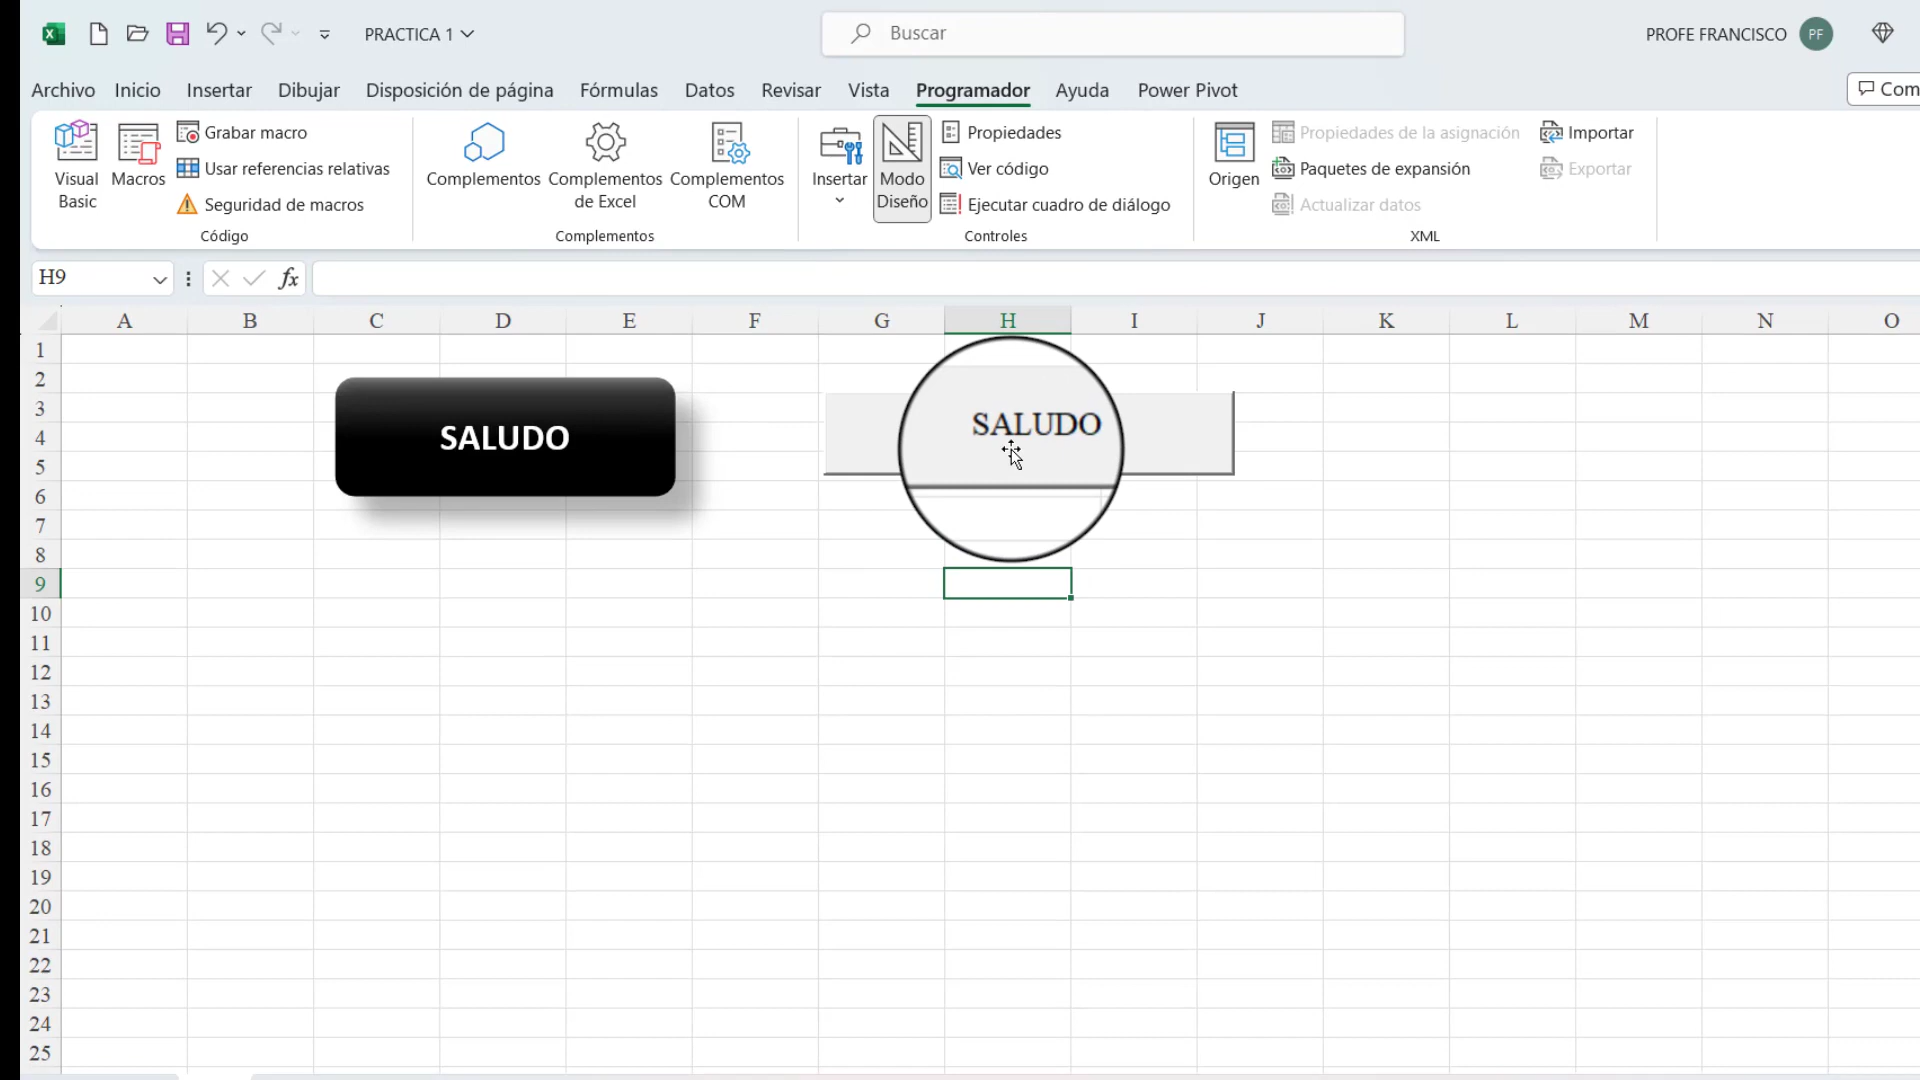 PRACTICA 1
Buscar
PROFE FRANCISCO
PF
Archivo Inicio Insertar Dibujar Disposición de página Fórmulas Datos Revisar Vista Programador Ayuda Power Pivot
Com
Visual Basic
Macros
Grabar macro
Usar referencias relativas
Seguridad de macros
Código
Complementos
Complementos de Excel
Complementos COM
Complementos
Insertar
Modo Diseño
Propiedades
Ver código
Ejecutar cuadro de diálogo
Controles
Origen
Propiedades de la asignación
Paquetes de expansión
Actualizar datos
Importar
Exportar
XML
H9
fx
A B C D E F G H I J K L M N O
1
2
3
4
5
6
7
8
9
10
11
12
13
14
15
16
17
18
19
20
21
22
23
24
25
SALUDO
SALUDO